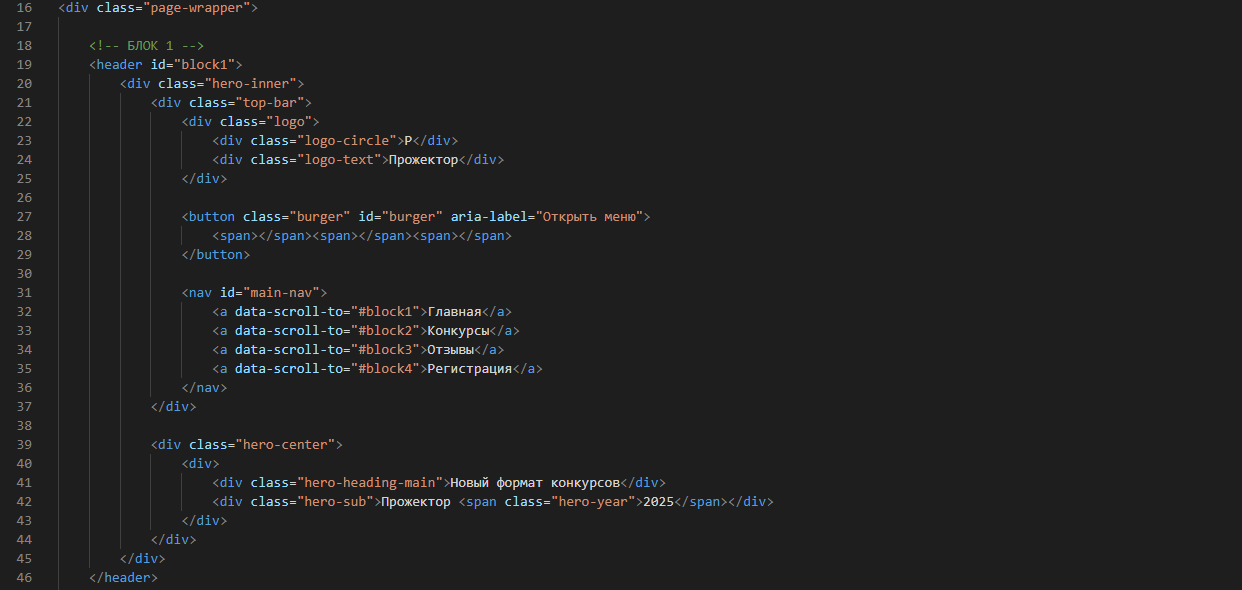 16 <div class="page-wrapper">
17
18     <!-- БЛОК 1 -->
19     <header id="block1">
20         <div class="hero-inner">
21             <div class="top-bar">
22                 <div class="logo">
23                     <div class="logo-circle">P</div>
24                     <div class="logo-text">Прожектор</div>
25                 </div>
26
27                 <button class="burger" id="burger" aria-label="Открыть меню">
28                     <span></span><span></span><span></span>
29                 </button>
30
31                 <nav id="main-nav">
32                     <a data-scroll-to="#block1">Главная</a>
33                     <a data-scroll-to="#block2">Конкурсы</a>
34                     <a data-scroll-to="#block3">Отзывы</a>
35                     <a data-scroll-to="#block4">Регистрация</a>
36                 </nav>
37             </div>
38
39             <div class="hero-center">
40                 <div>
41                     <div class="hero-heading-main">Новый формат конкурсов</div>
42                     <div class="hero-sub">Прожектор <span class="hero-year">2025</span></div>
43                 </div>
44             </div>
45         </div>
46     </header>